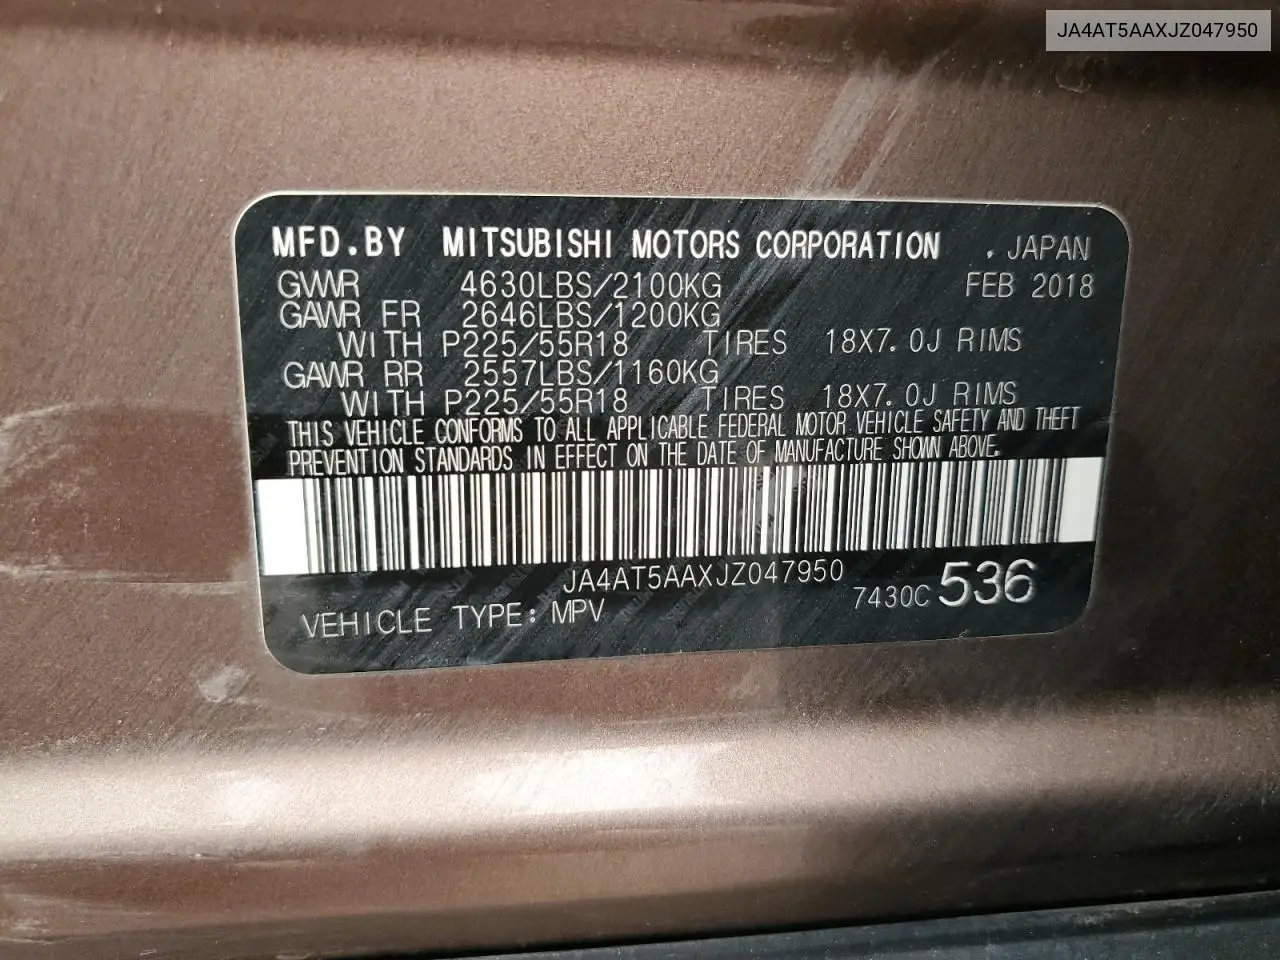 JA4AT5AAXJZ047950
MFD.BY MITSUBISHI MOTORS CORPORATION . JAPAN
GVWR 4630LBS/2100KG FEB 2018
GAWR FR 2646LBS/1200KG
WITH P225/55R18 TIRES 18X7.0J RIMS
GAWR RR 2557LBS/1160KG
WITH P225/55R18 TIRES 18X7.0J RIMS
THIS VEHICLE CONFORMS TO ALL APPLICABLE FEDERAL MOTOR VEHICLE SAFETY AND THEFT
PREVENTION STANDARDS IN EFFECT ON THE DATE OF MANUFACTURE SHOWN ABOVE.
JA4AT5AAXJZ047950
VEHICLE TYPE: MPV 7430C 536